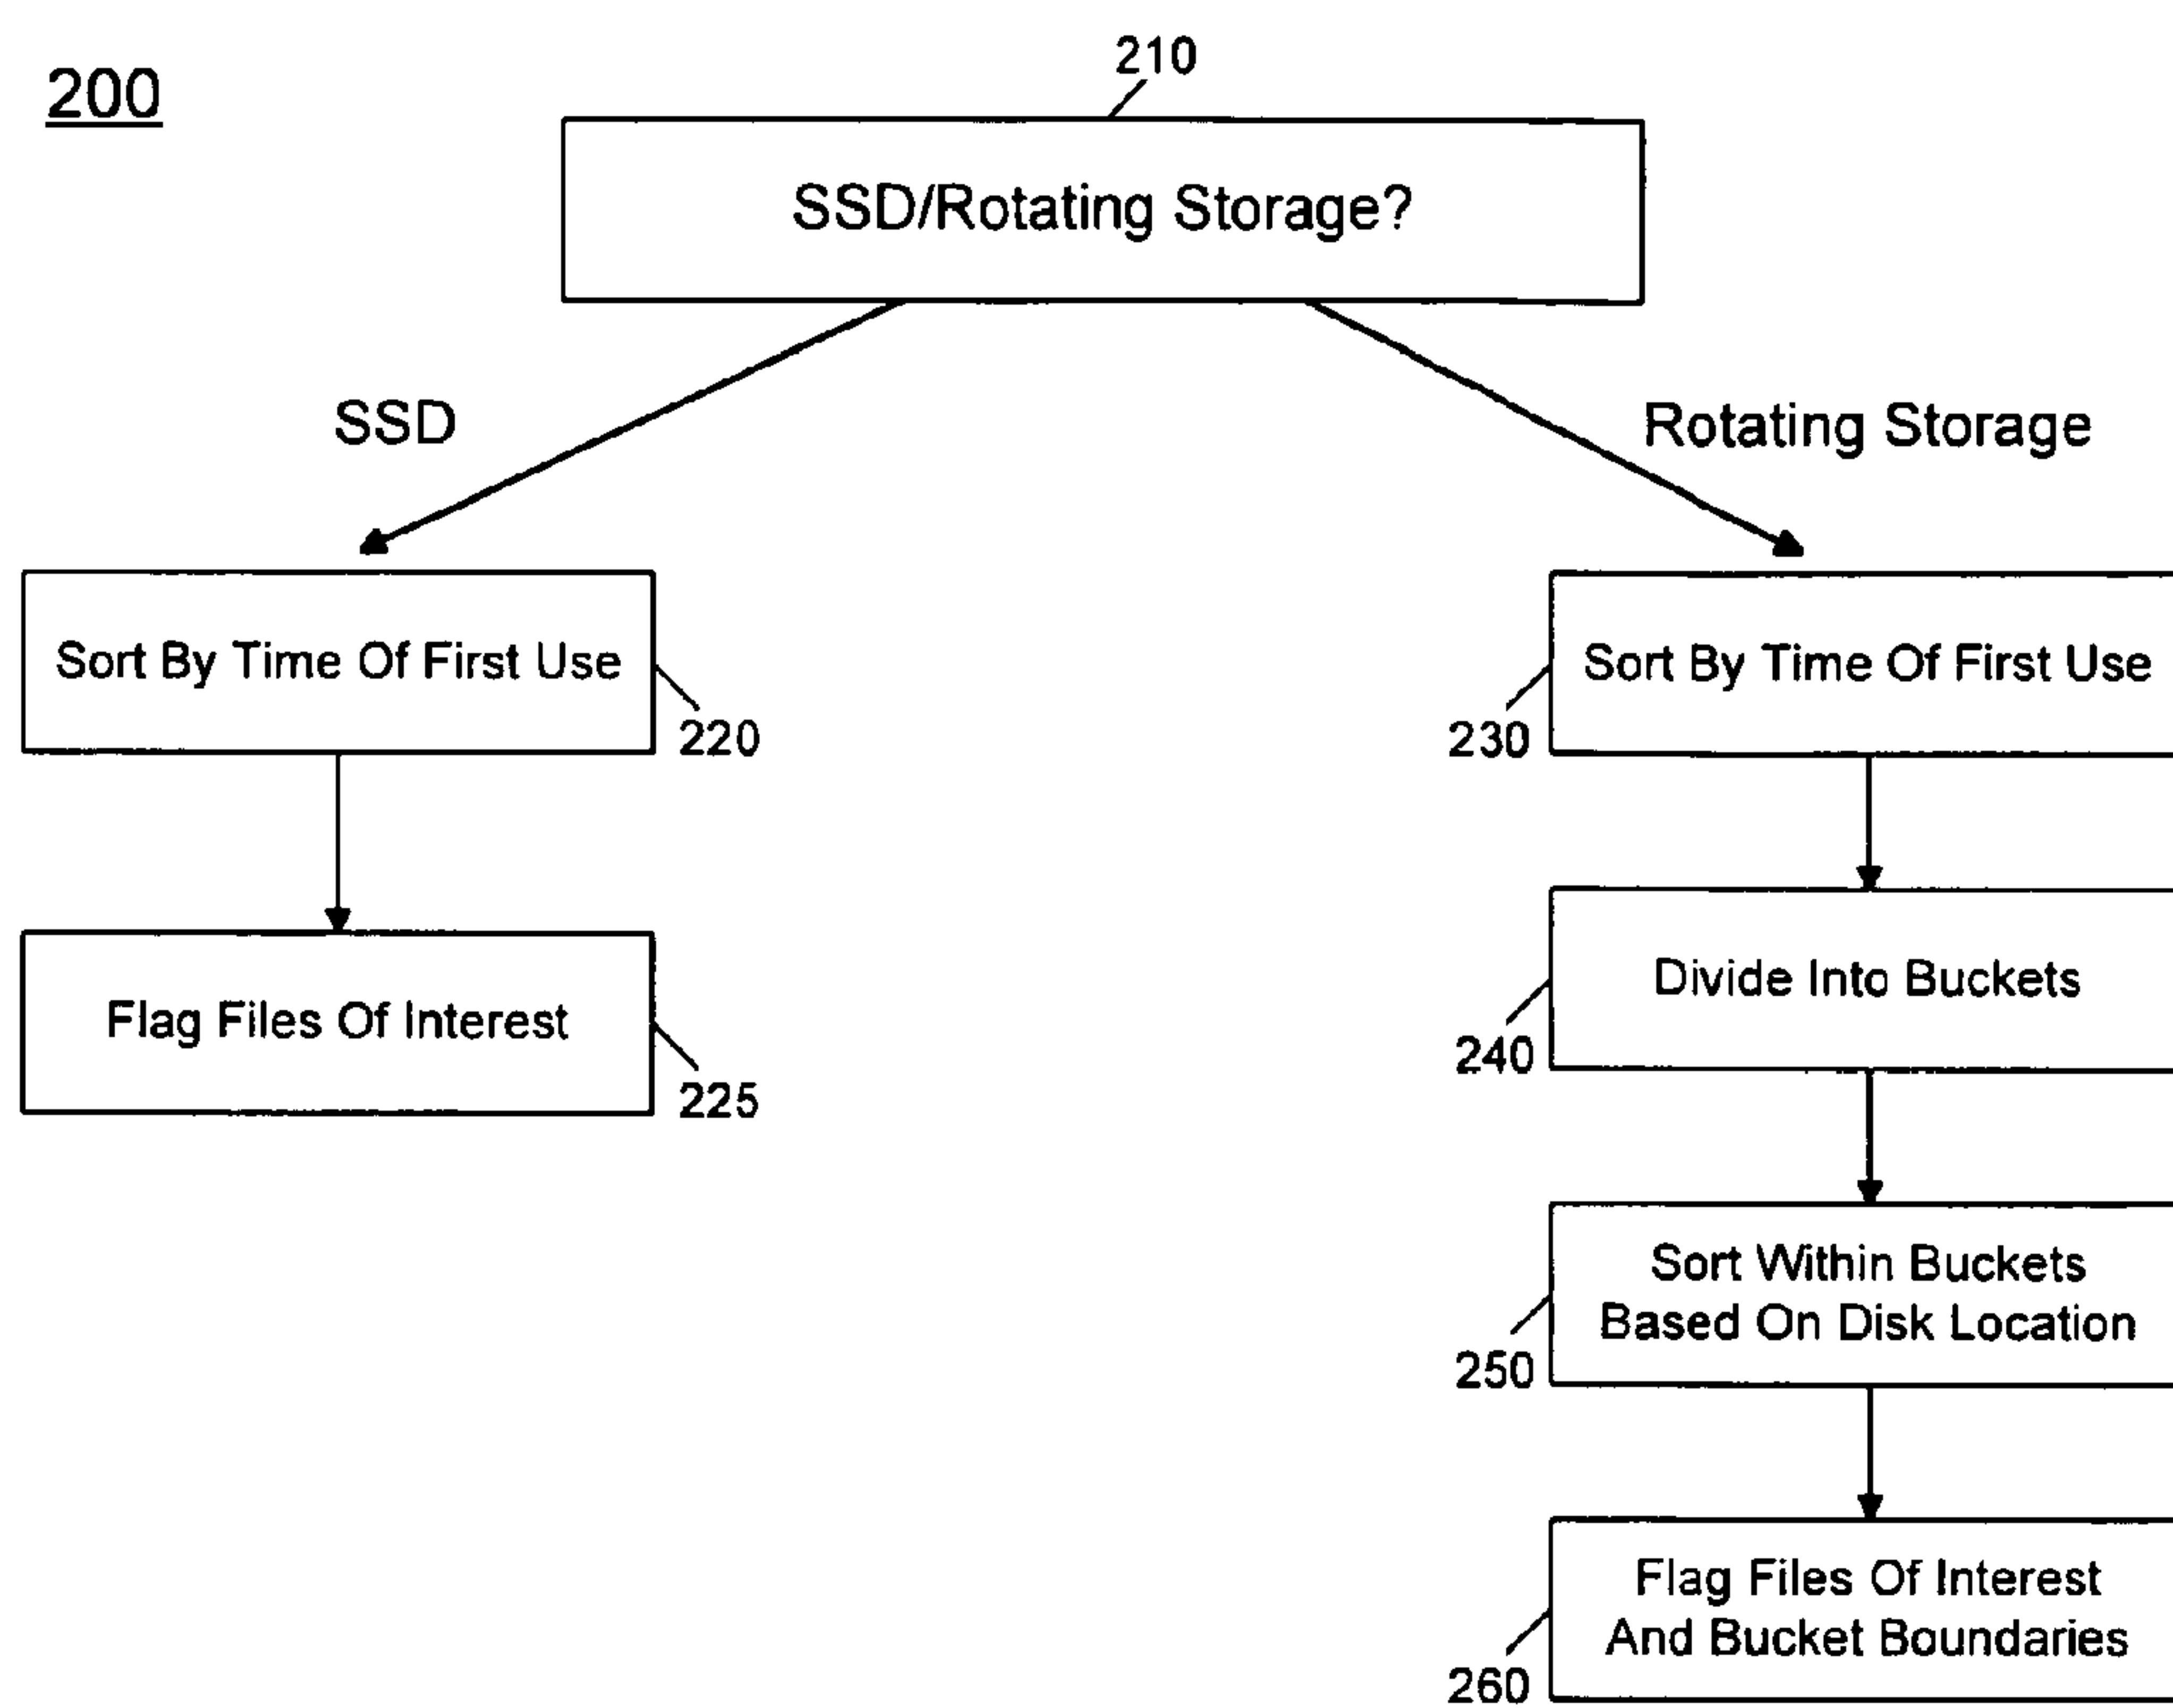 200
210
SSD/Rotating Storage?
SSD
Rotating Storage
Sort By Time Of First Use
220
230
Sort By Time Of First Use
Divide Into Buckets
240
Flag Files Of Interest
225
Sort Within Buckets
Based On Disk Location
250
Flag Files Of Interest
And Bucket Boundaries
260